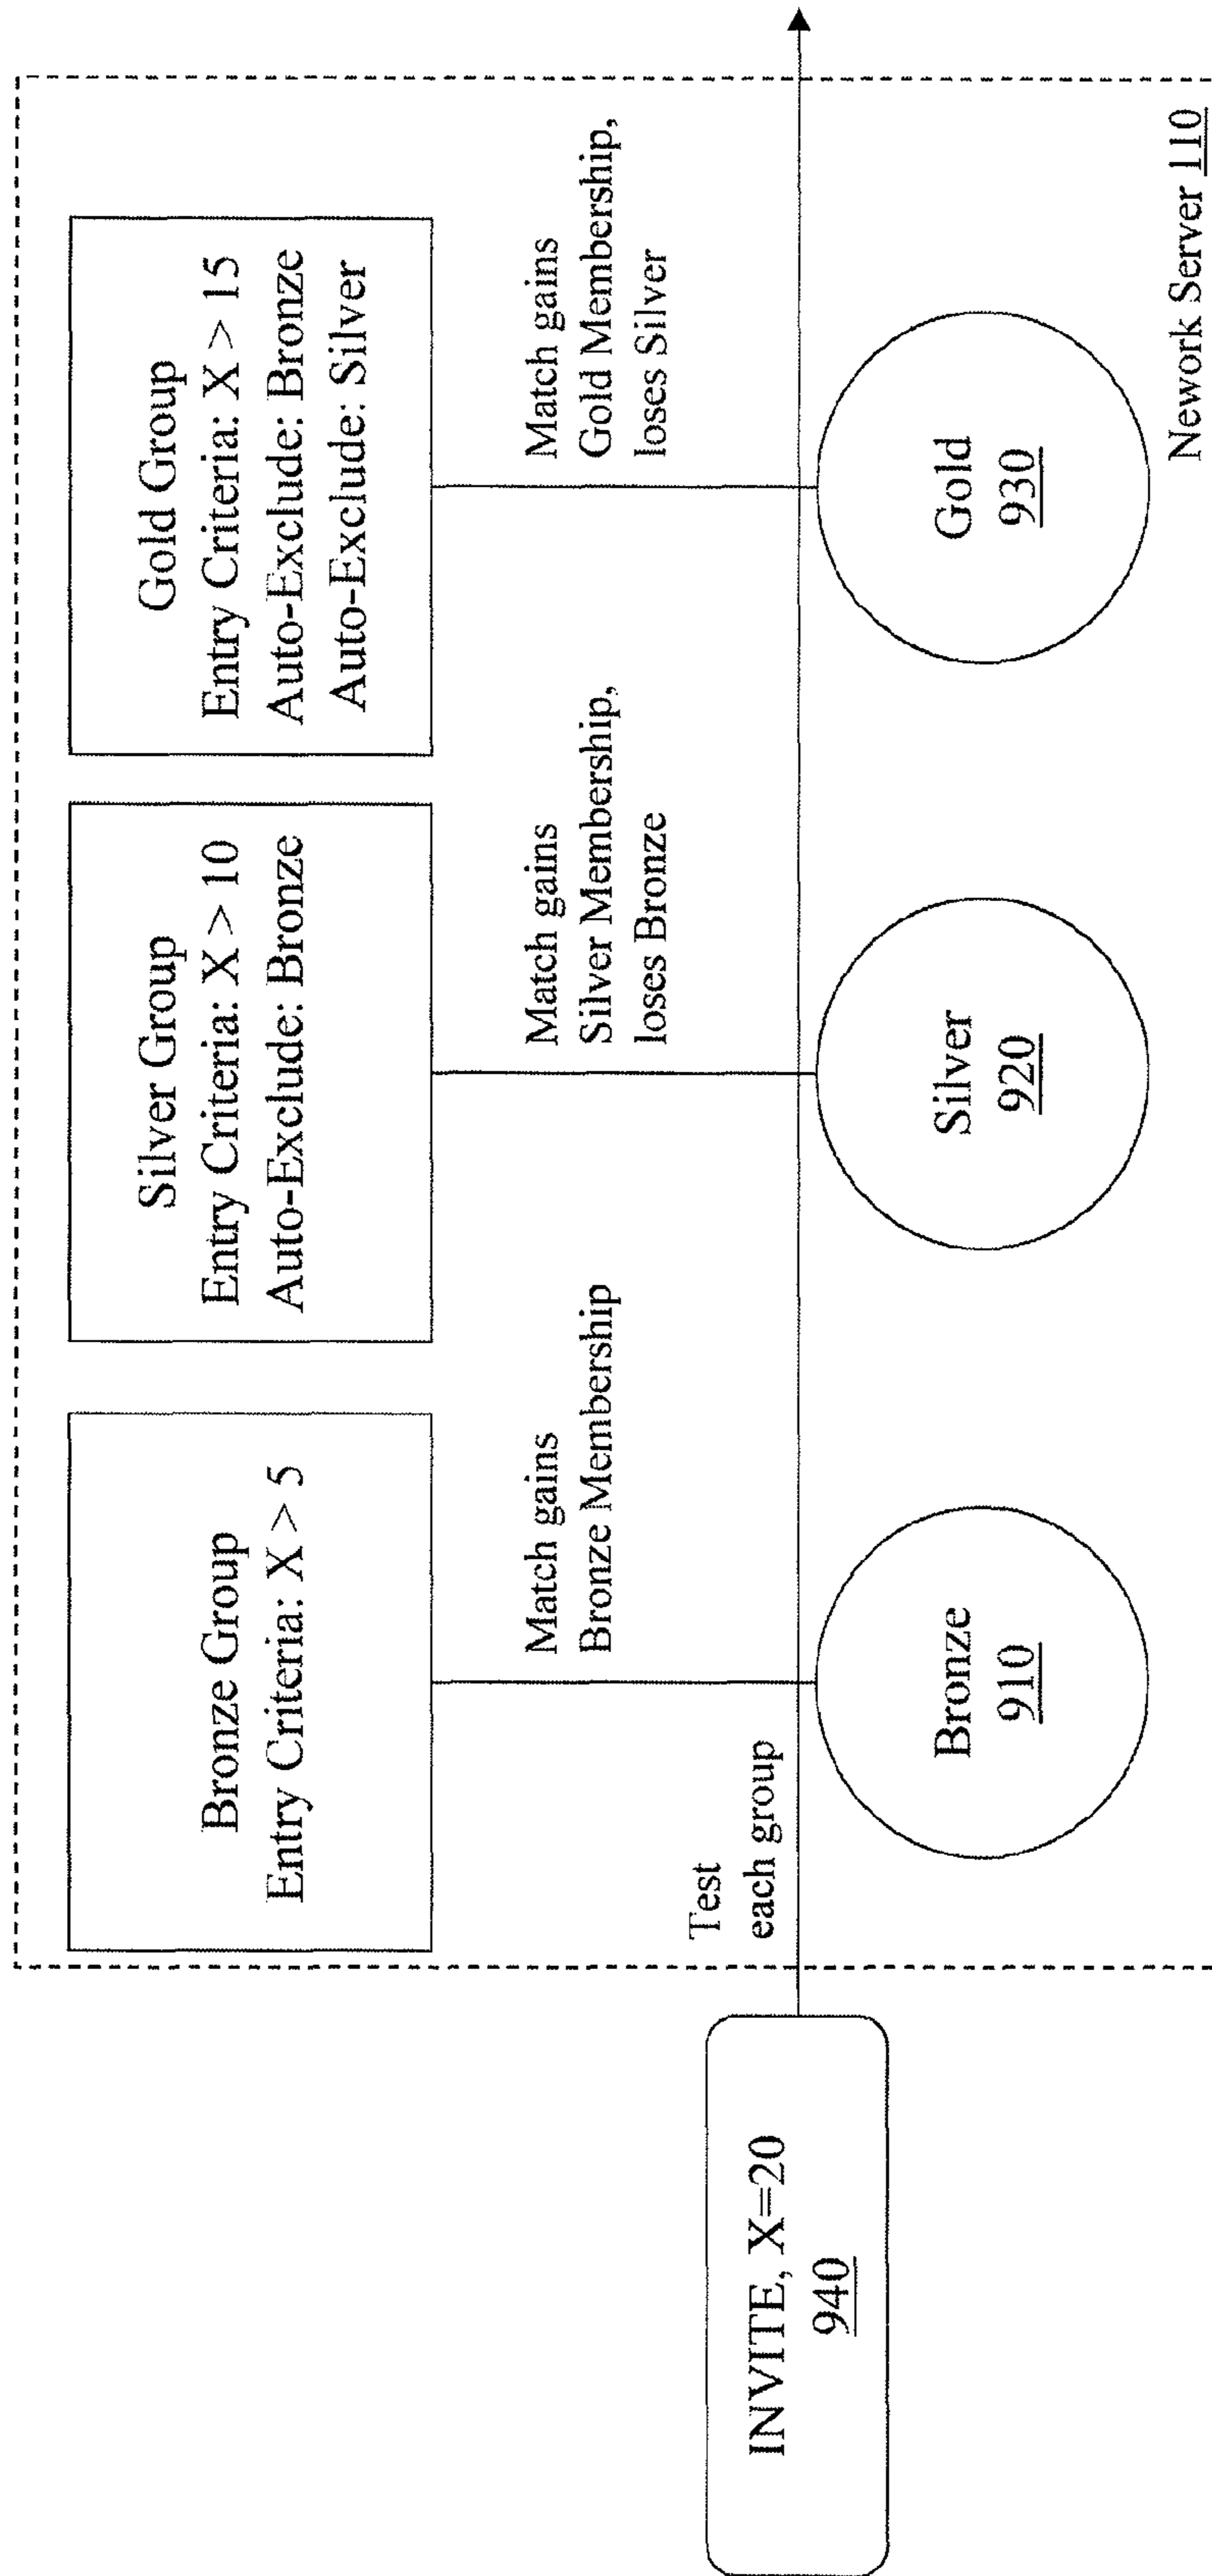 Bronze Group
Entry Criteria: X > 5
Silver Group
Entry Criteria: X > 10
Auto-Exclude: Bronze
Gold Group
Entry Criteria: X > 15
Auto-Exclude: Bronze
Auto-Exclude: Silver
Match gains
Bronze Membership
Match gains
Silver Membership,
loses Bronze
Match gains
Gold Membership,
loses Silver
Test
each group
INVITE, X=20
940
Bronze
910
Silver
920
Gold
930
Nework Server 110